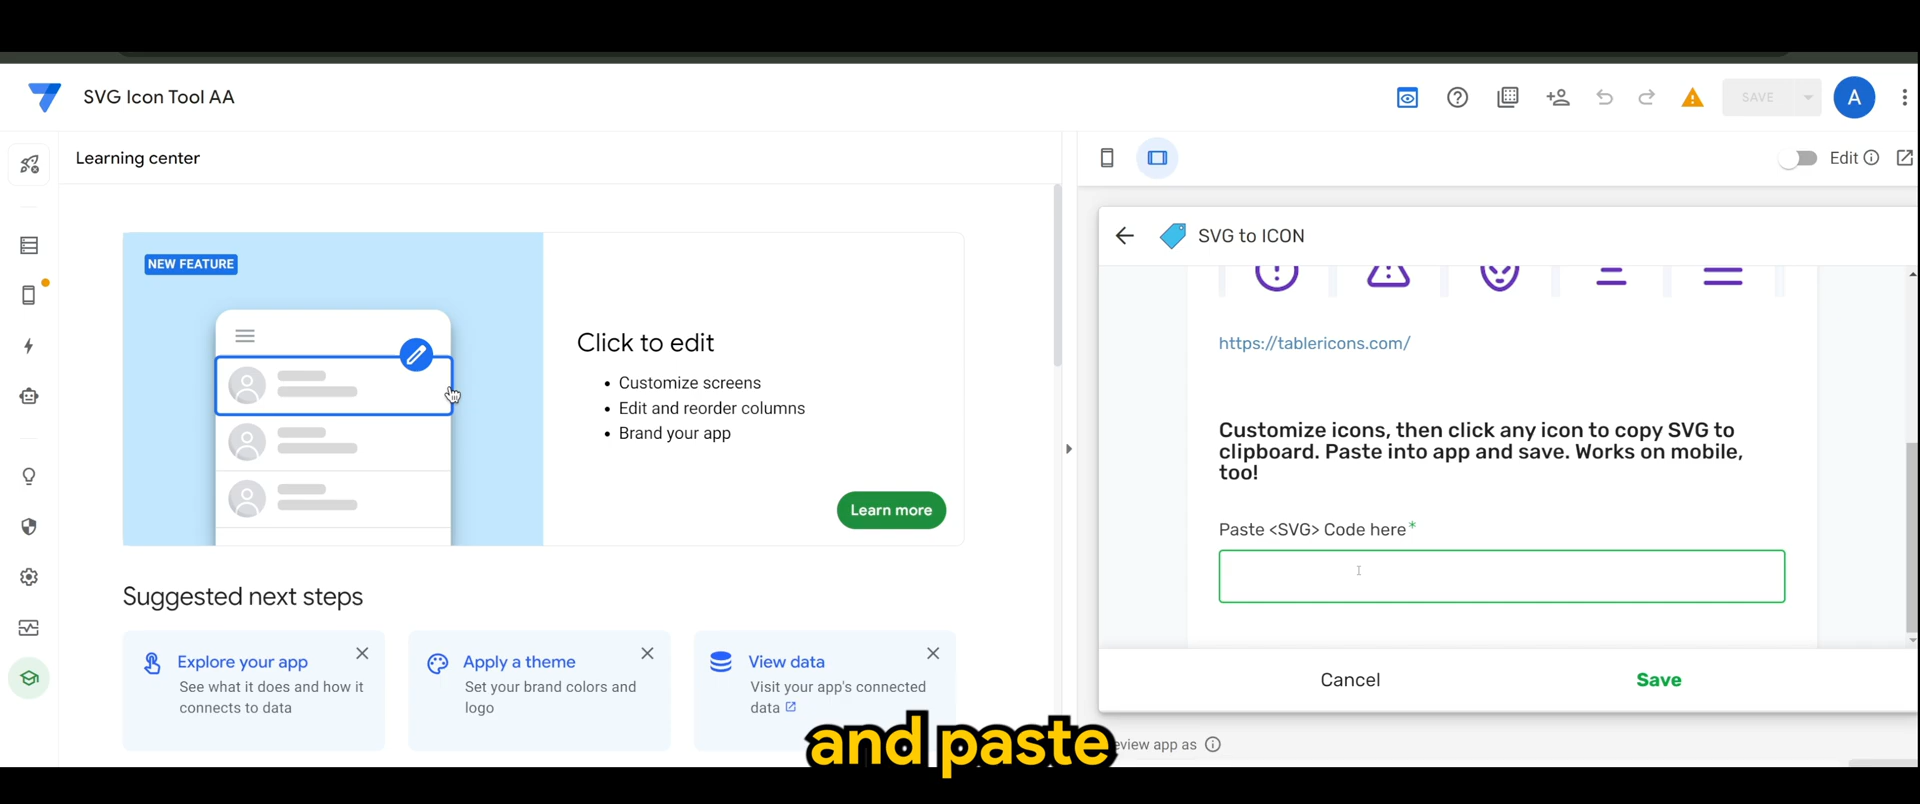 SVG Icon Tool AA
SAVE
A
Learning center
Edit
NEW FEATURE
Click to edit
• Customize screens
• Edit and reorder columns
• Brand your app
Learn more
Suggested next steps
Explore your app
See what it does and how it
connects to data
Apply a theme
Set your brand colors and
logo
View data
Visit your app's connected
data
SVG to ICON
https://tablericons.com/
Customize icons, then click any icon to copy SVG to
clipboard. Paste into app and save. Works on mobile,
too!
Paste <SVG> Code here*
Cancel
Save
eview app as
and paste